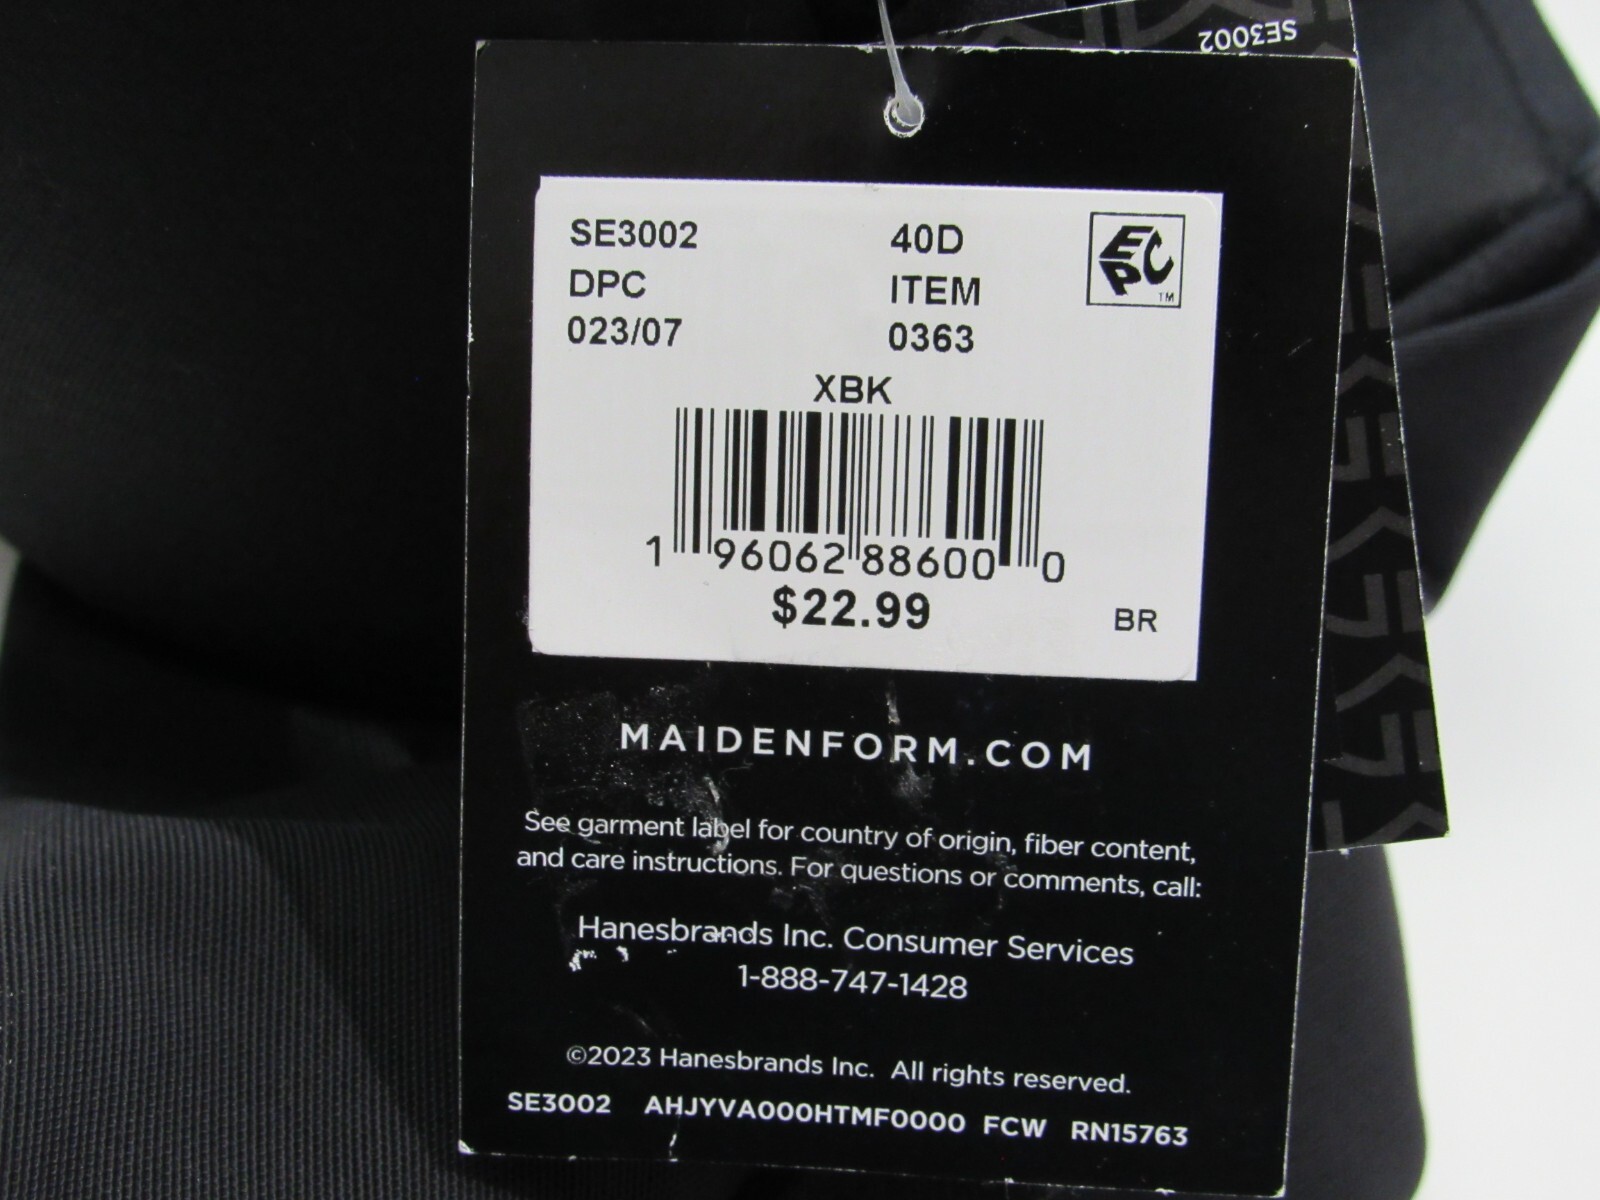 SE3002
SE3002 40D
DPC ITEM
023/07 0363
EPC TM
XBK
1 96062 88600 0
$22.99
BR
MAIDENFORM.COM
See garment label for country of origin, fiber content,
and care instructions. For questions or comments, call:
Hanesbrands Inc. Consumer Services
1-888-747-1428
©2023 Hanesbrands Inc. All rights reserved.
SE3002 AHJYVA000HTMF0000 FCW RN15763